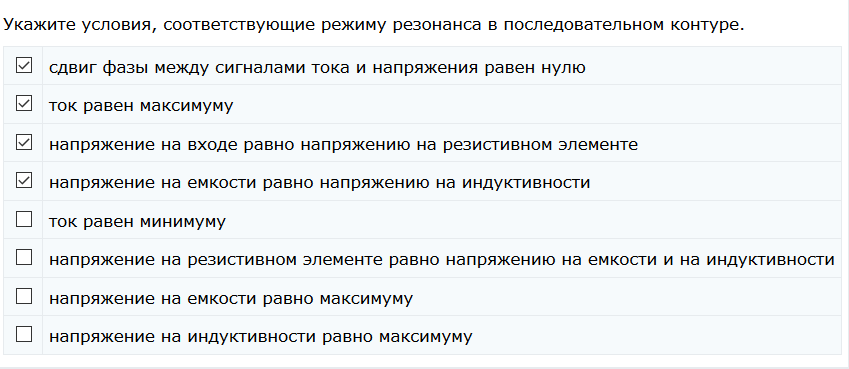 Укажите условия, соответствующие режиму резонанса в последовательном контуре.
сдвиг фазы между сигналами тока и напряжения равен нулю
ток равен максимуму
напряжение на входе равно напряжению на резистивном элементе
напряжение на емкости равно напряжению на индуктивности
ток равен минимуму
напряжение на резистивном элементе равно напряжению на емкости и на индуктивности
напряжение на емкости равно максимуму
напряжение на индуктивности равно максимуму